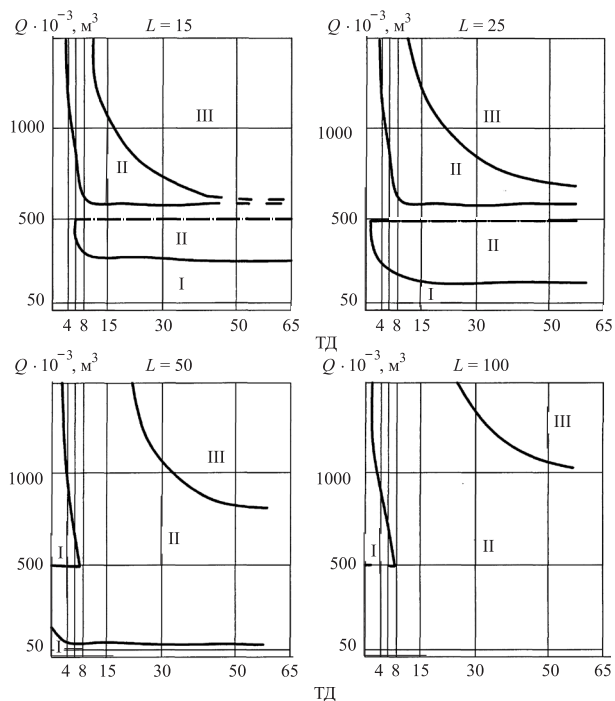 Q · 10⁻³, м³ L = 15
1000
500
50
III
II
II
I
4 8 15 30 50 65
ТД
Q · 10⁻³, м³ L = 25
1000
500
50
III
II
II
I
4 8 15 30 50 65
Q · 10⁻³, м³ L = 50
1000
500
50
III
II
I
I
4 8 15 30 50 65
ТД
Q · 10⁻³, м³ L = 100
1000
500
50
III
II
I
4 8 15 30 50 65